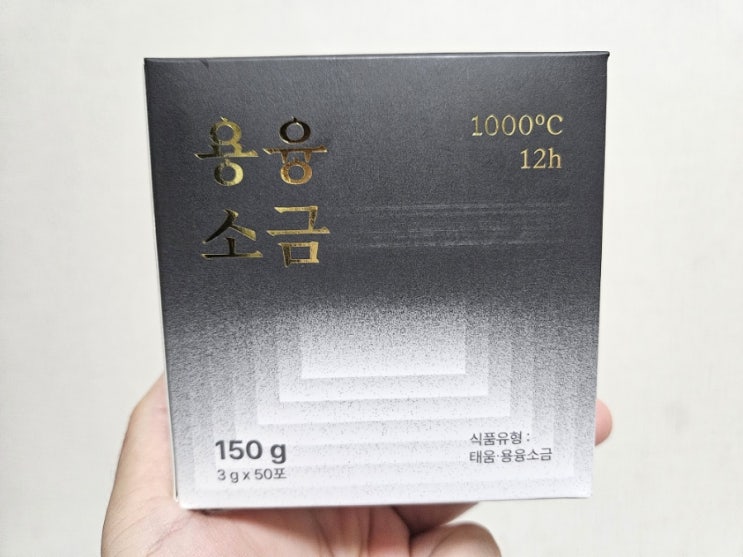 용융
소금
1000ºC
12h
150 g
3 g x 50포
식품유형 :
태움·용융소금